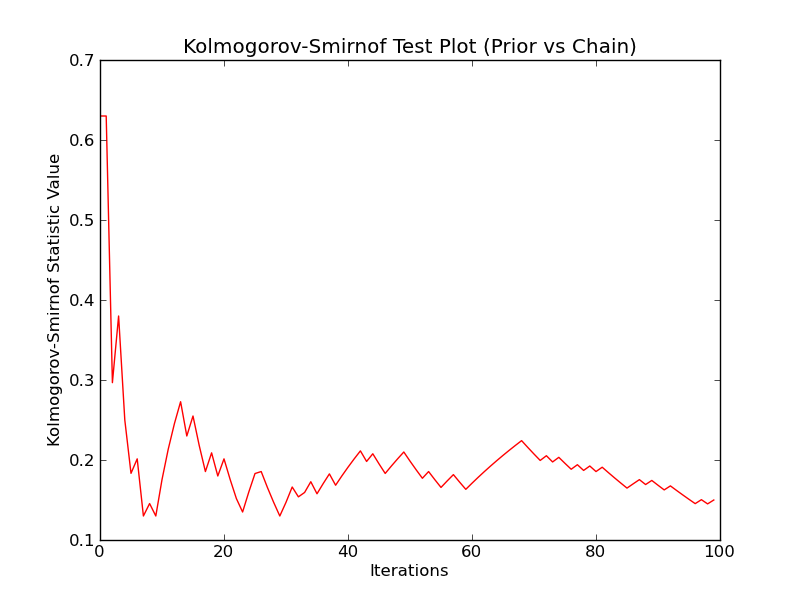 Kolmogorov-Smirnof Test Plot (Prior vs Chain)
0.7
0.6
0.5
0.4
0.3
0.2
0.1
Kolmogorov-Smirnof Statistic Value
0 20 40 60 80 100
Iterations